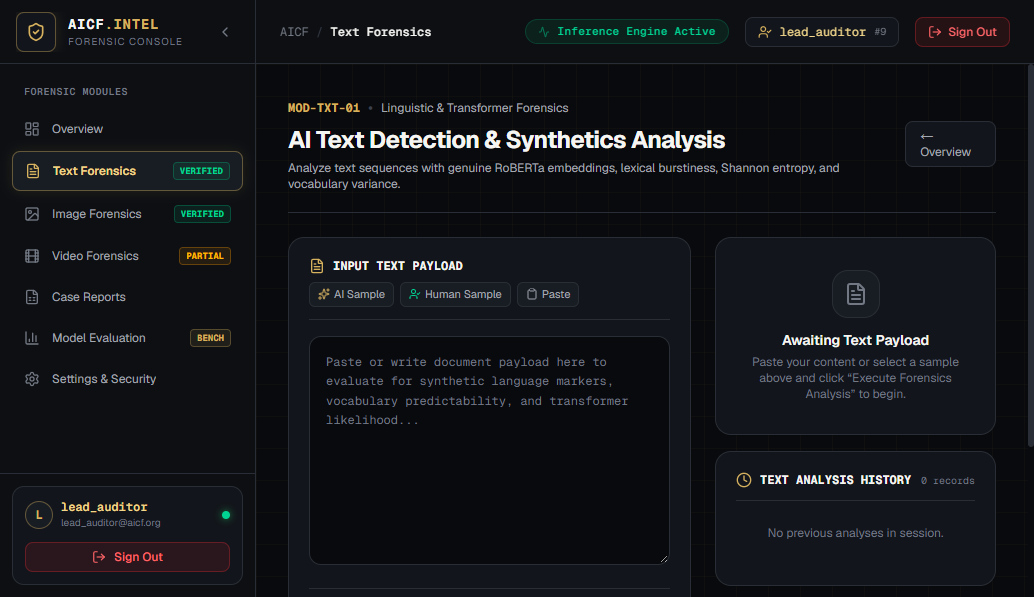 AICF.INTEL
FORENSIC CONSOLE
AICF / Text Forensics
Inference Engine Active
lead_auditor #9
Sign Out
FORENSIC MODULES
Overview
Text Forensics VERIFIED
Image Forensics VERIFIED
Video Forensics PARTIAL
Case Reports
Model Evaluation BENCH
Settings & Security
L
lead_auditor
lead_auditor@aicf.org
Sign Out
MOD-TXT-01 • Linguistic & Transformer Forensics
AI Text Detection & Synthetics Analysis
Analyze text sequences with genuine RoBERTa embeddings, lexical burstiness, Shannon entropy, and
vocabulary variance.
←
Overview
INPUT TEXT PAYLOAD
AI Sample
Human Sample
Paste
Paste or write document payload here to
evaluate for synthetic language markers,
vocabulary predictability, and transformer
likelihood...
Awaiting Text Payload
Paste your content or select a sample
above and click “Execute Forensics
Analysis” to begin.
TEXT ANALYSIS HISTORY 0 records
No previous analyses in session.